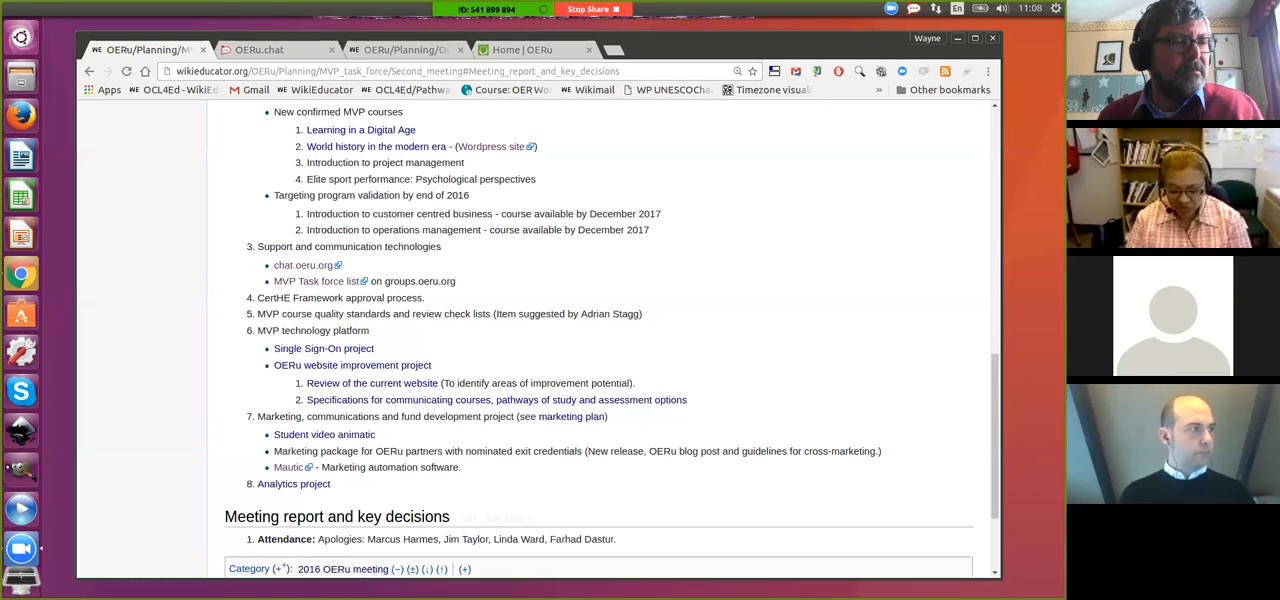 ID: 541 899 894
Stop Share
En
11:08
Wayne
OERu/Planning/M
OERu.chat
OERu/Planning/O
Home | OERu
wikieducator.org/OERu/Planning/MVP_task_force/Second_meeting#Meeting_report_and_key_decisions
Apps
OCL4Ed - WikiEd
Gmail
WikiEducator
OCL4Ed/Pathwa
Course: OER Wo
Wikimail
WP UNESCOCha
Timezone visuali
»
Other bookmarks
• New confirmed MVP courses
1. Learning in a Digital Age
2. World history in the modern era - (Wordpress site)
3. Introduction to project management
4. Elite sport performance: Psychological perspectives
• Targeting program validation by end of 2016
1. Introduction to customer centred business - course available by December 2017
2. Introduction to operations management - course available by December 2017
3. Support and communication technologies
• chat.oeru.org
• MVP Task force list on groups.oeru.org
4. CertHE Framework approval process.
5. MVP course quality standards and review check lists (Item suggested by Adrian Stagg)
6. MVP technology platform
• Single Sign-On project
• OERu website improvement project
1. Review of the current website (To identify areas of improvement potential).
2. Specifications for communicating courses, pathways of study and assessment options
7. Marketing, communications and fund development project (see marketing plan)
• Student video animatic
• Marketing package for OERu partners with nominated exit credentials (New release, OERu blog post and guidelines for cross-marketing.)
• Mautic - Marketing automation software.
8. Analytics project
Meeting report and key decisions
1. Attendance: Apologies: Marcus Harmes, Jim Taylor, Linda Ward, Farhad Dastur.
Category (+⁺): 2016 OERu meeting (−) (±) (↓) (↑) | (+)